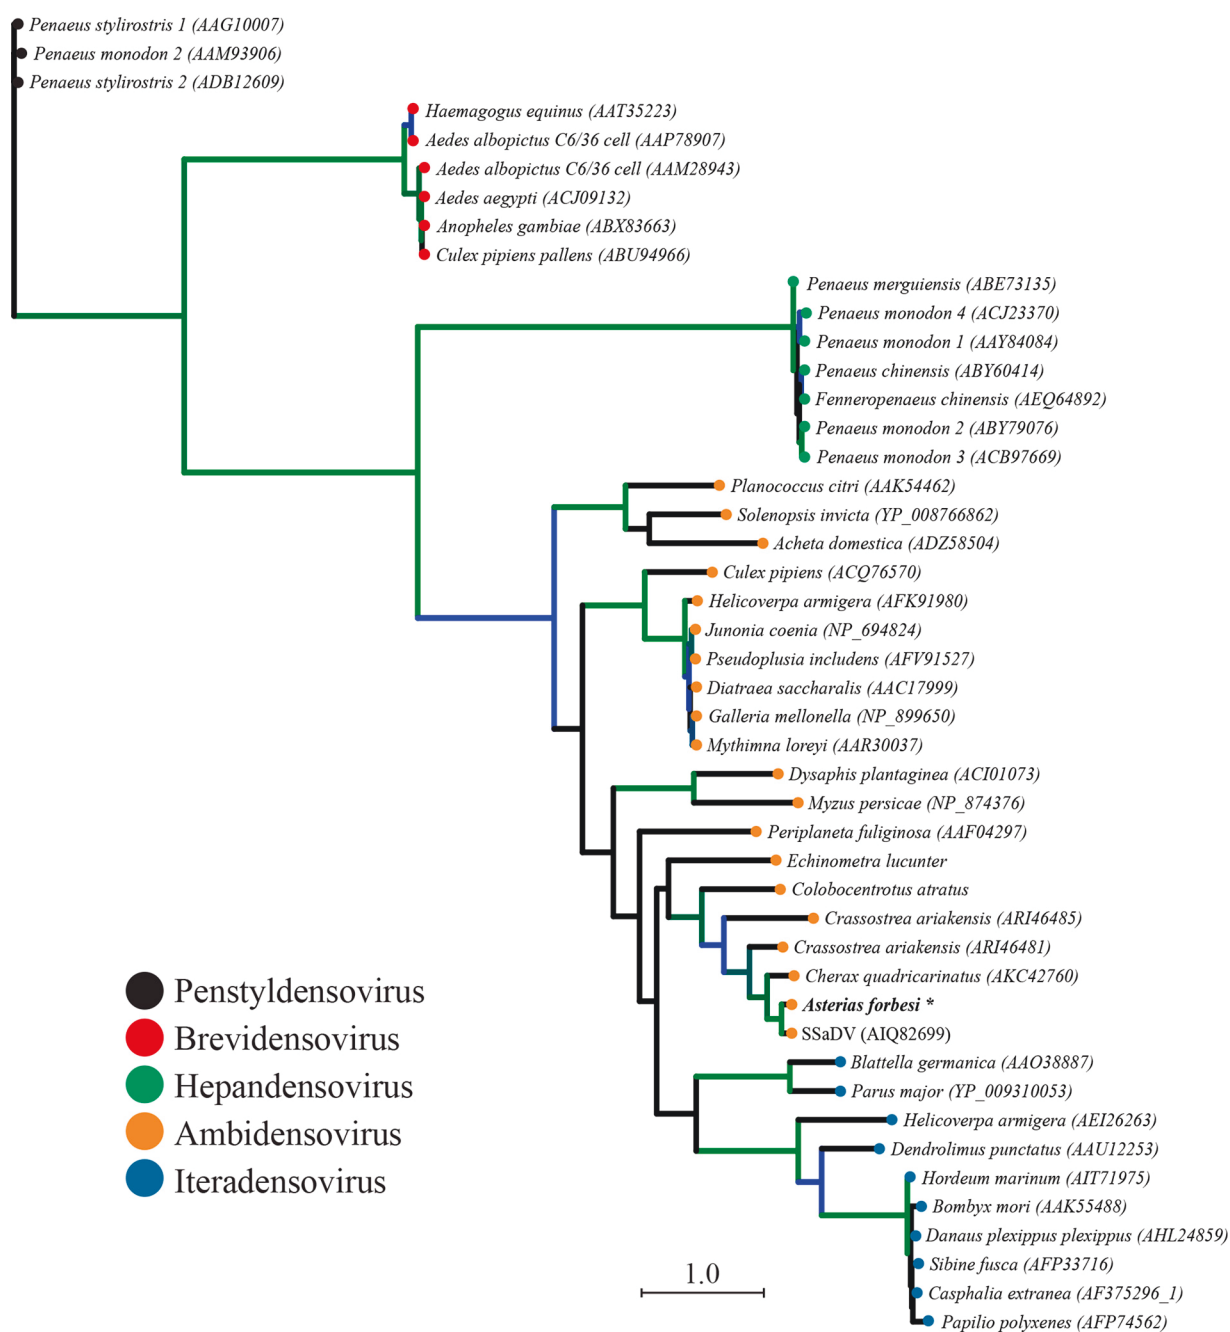 Penaeus stylirostris 1 (AAG10007)
Penaeus monodon 2 (AAM93906)
Penaeus stylirostris 2 (ADB12609)
Haemagogus equinus (AAT35223)
Aedes albopictus C6/36 cell (AAP78907)
Aedes albopictus C6/36 cell (AAM28943)
Aedes aegypti (ACJ09132)
Anopheles gambiae (ABX83663)
Culex pipiens pallens (ABU94966)
Penaeus merguiensis (ABE73135)
Penaeus monodon 4 (ACJ23370)
Penaeus monodon 1 (AAY84084)
Penaeus chinensis (ABY60414)
Fenneropenaeus chinensis (AEQ64892)
Penaeus monodon 2 (ABY79076)
Penaeus monodon 3 (ACB97669)
Planococcus citri (AAK54462)
Solenopsis invicta (YP_008766862)
Acheta domestica (ADZ58504)
Culex pipiens (ACQ76570)
Helicoverpa armigera (AFK91980)
Junonia coenia (NP_694824)
Pseudoplusia includens (AFV91527)
Diatraea saccharalis (AAC17999)
Galleria mellonella (NP_899650)
Mythimna loreyi (AAR30037)
Dysaphis plantaginea (ACI01073)
Myzus persicae (NP_874376)
Periplaneta fuliginosa (AAF04297)
Echinometra lucunter
Colobocentrotus atratus
Crassostrea ariakensis (ARI46485)
Crassostrea ariakensis (ARI46481)
Cherax quadricarinatus (AKC42760)
Asterias forbesi *
SSaDV (AIQ82699)
Blattella germanica (AAO38887)
Parus major (YP_009310053)
Helicoverpa armigera (AEI26263)
Dendrolimus punctatus (AAU12253)
Hordeum marinum (AIT71975)
Bombyx mori (AAK55488)
Danaus plexippus plexippus (AHL24859)
Sibine fusca (AFP33716)
Casphalia extranea (AF375296_1)
Papilio polyxenes (AFP74562)
Penstyldensovirus
Brevidensovirus
Hepandensovirus
Ambidensovirus
Iteradensovirus
1.0